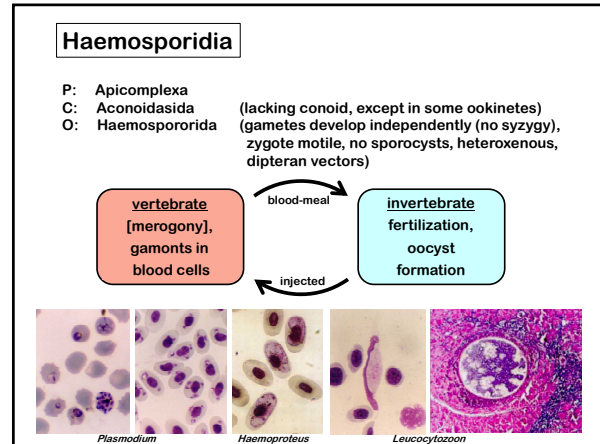 Haemosporidia
P: Apicomplexa
C: Aconoidasida (lacking conoid, except in some ookinetes)
O: Haemospororida (gametes develop independently (no syzygy),
zygote motile, no sporocysts, heteroxenous,
dipteran vectors)
vertebrate
[merogony],
gamonts in
blood cells
blood-meal
injected
invertebrate
fertilization,
oocyst
formation
Plasmodium
Haemoproteus
Leucocytozoon